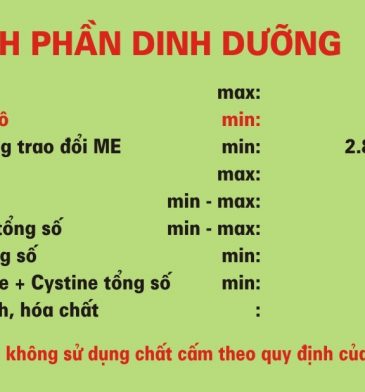 H PHẦN DINH DƯỠNG
max:
ô min:
g trao đổi ME min: 2.8
max:
min - max:
tổng số min - max:
g số min:
e + Cystine tổng số min:
h, hóa chất :
không sử dụng chất cấm theo quy định của